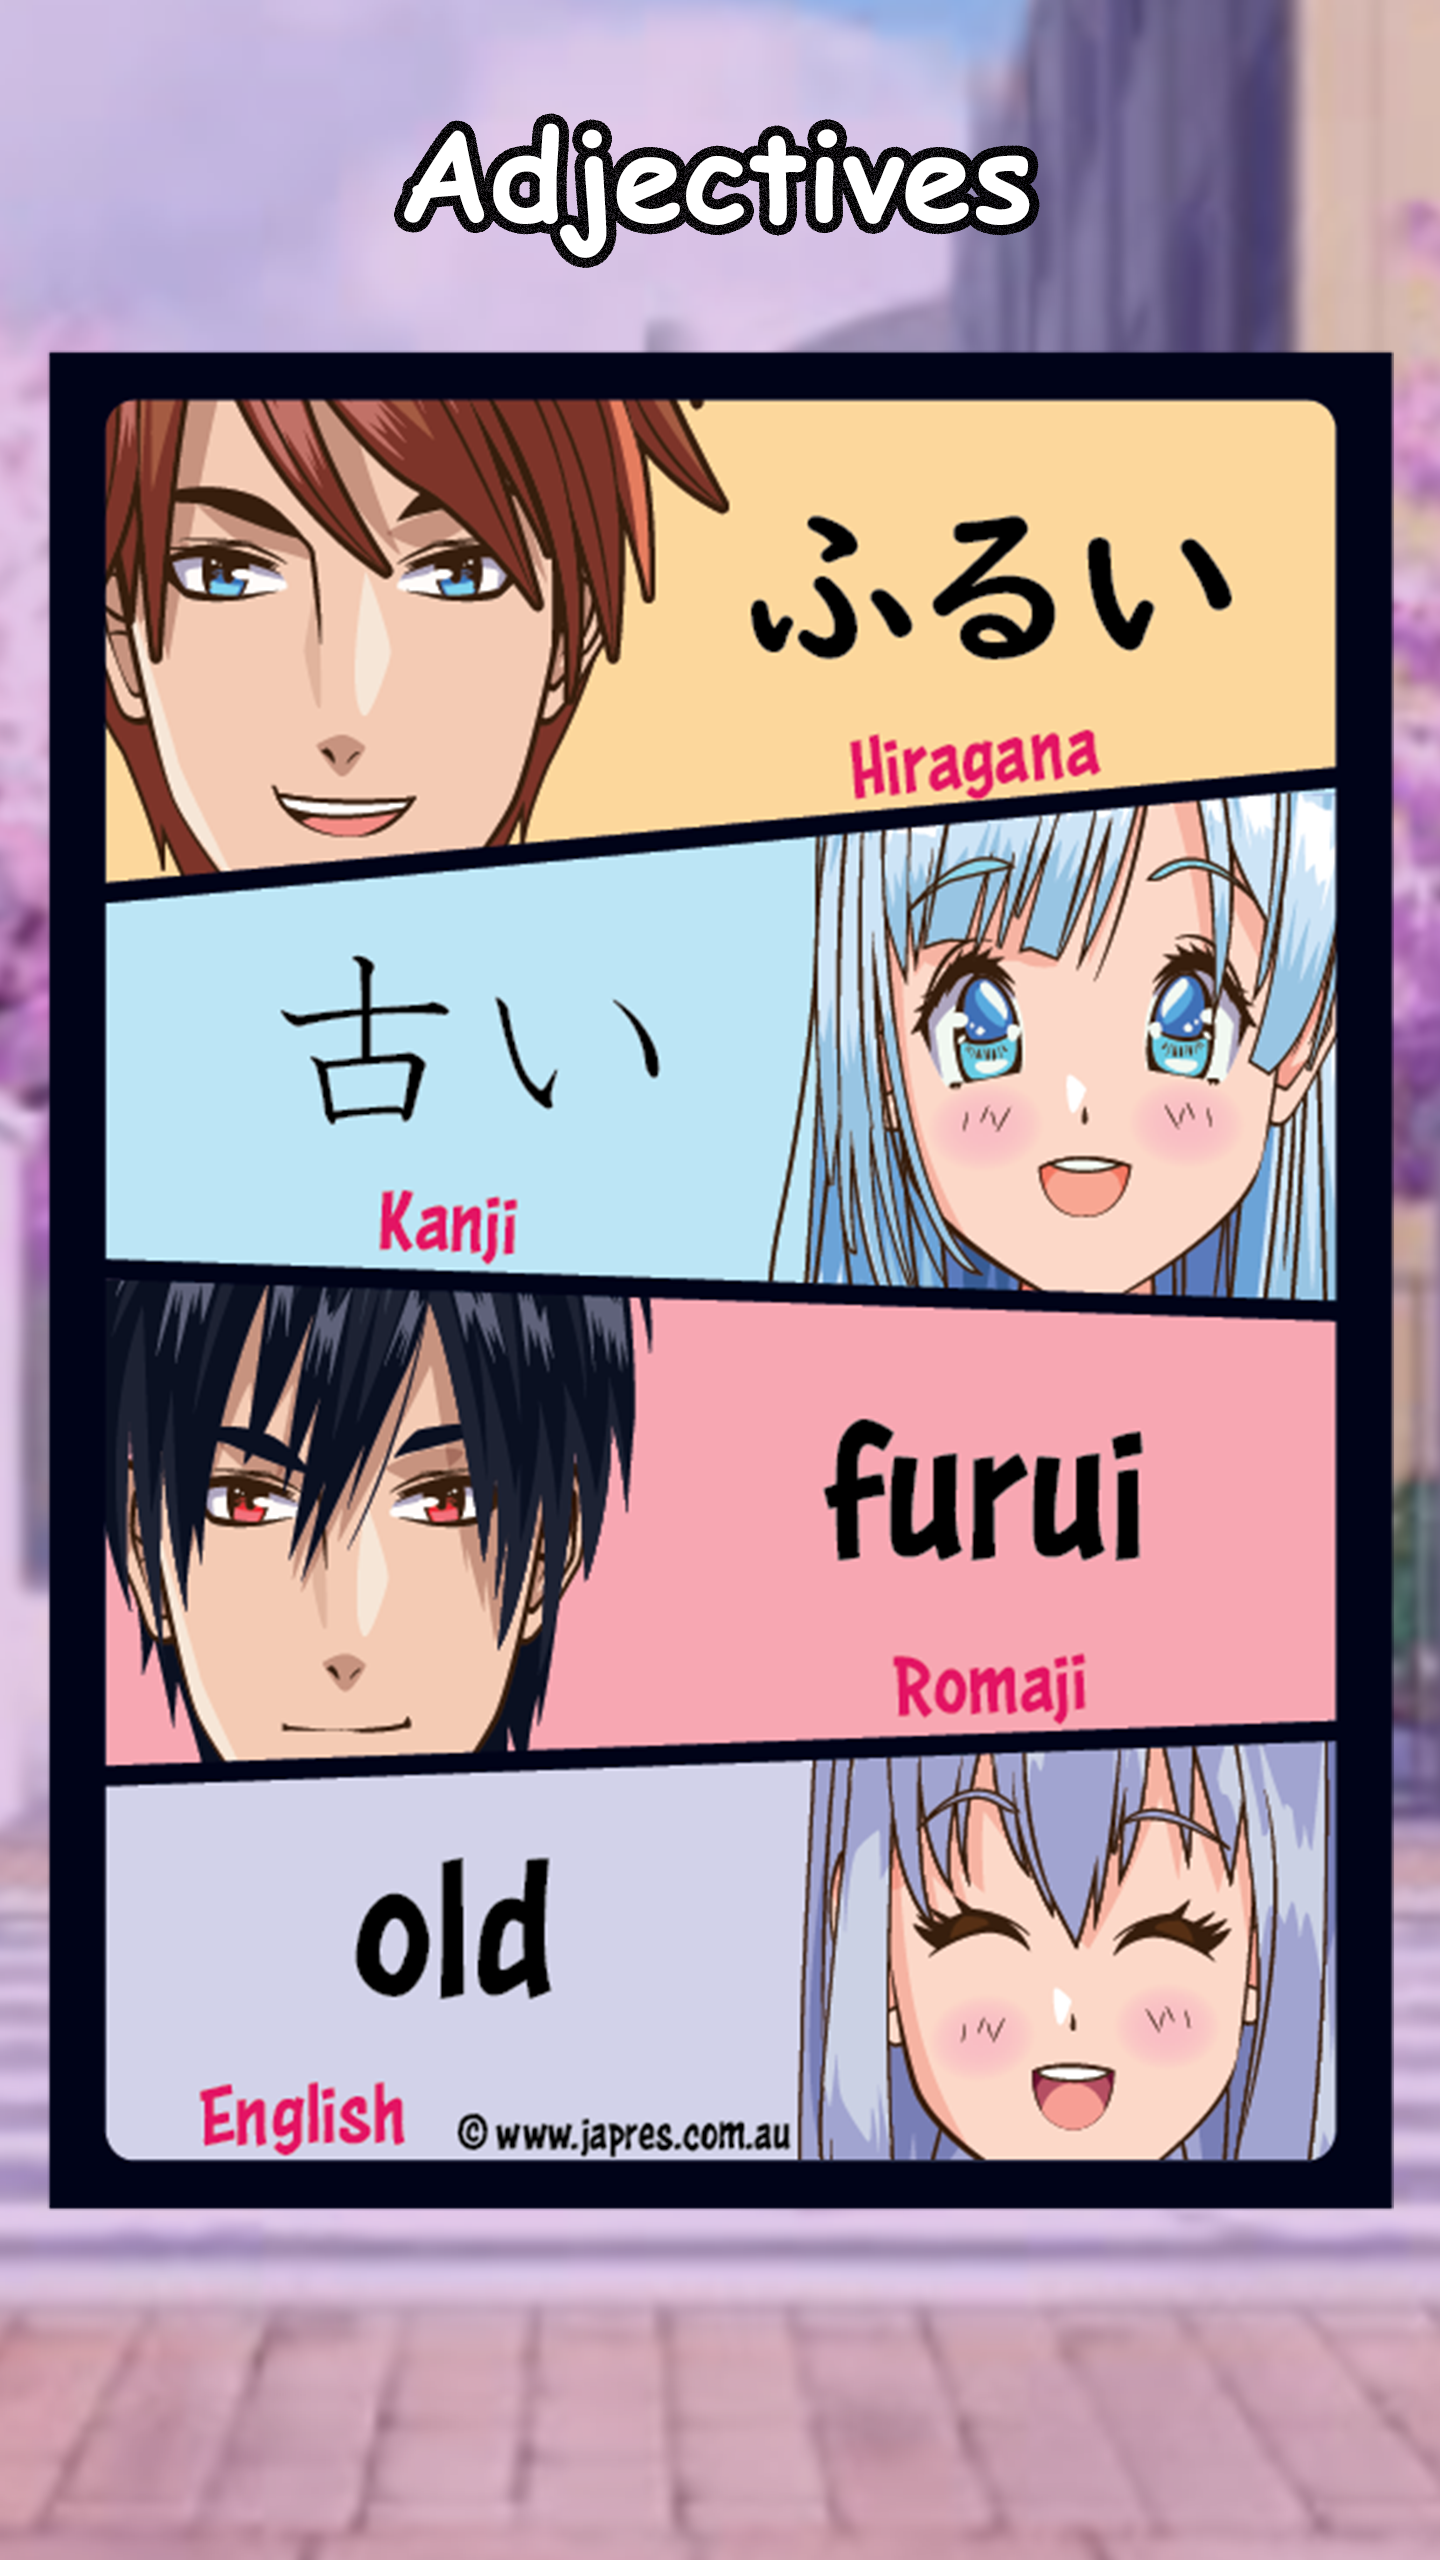 Adjectives
ふるい
Hiragana
古い
Kanji
furui
Romaji
old
English
© www.japres.com.au